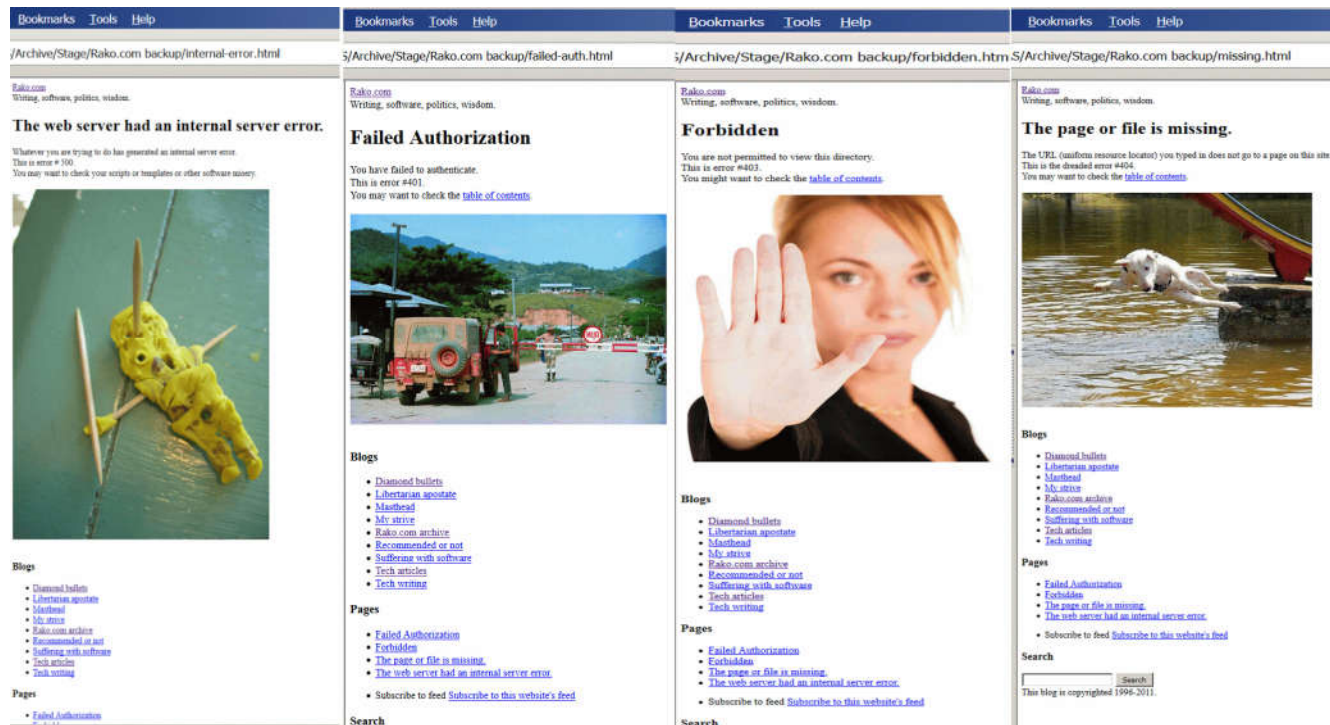 Bookmarks Tools Help
/Archive/Stage/Rako.com backup/internal-error.html
Rako.com
Writing, software, politics, wisdom.
The web server had an internal server error.
Whatever you are trying to do has generated an internal server error.
This is error # 500.
You may want to check your scripts or templates or other software misery.
Blogs
Diamond bullets
Libertarian apostate
Masthead
My strive
Rako.com archive
Recommended or not
Suffering with software
Tech articles
Tech writing
Pages
Failed Authorization
Bookmarks Tools Help
/Archive/Stage/Rako.com backup/failed-auth.html
Rako.com
Writing, software, politics, wisdom.
Failed Authorization
You have failed to authenticate.
This is error #401.
You may want to check the table of contents.
Blogs
Diamond bullets
Libertarian apostate
Masthead
My strive
Rako.com archive
Recommended or not
Suffering with software
Tech articles
Tech writing
Pages
Failed Authorization
Forbidden
The page or file is missing.
The web server had an internal server error.
Subscribe to feed Subscribe to this website's feed
Search
Bookmarks Tools Help
/Archive/Stage/Rako.com backup/forbidden.htm
Rako.com
Writing, software, politics, wisdom.
Forbidden
You are not permitted to view this directory.
This is error #403.
You might want to check the table of contents.
Blogs
Diamond bullets
Libertarian apostate
Masthead
My strive
Rako.com archive
Recommended or not
Suffering with software
Tech articles
Tech writing
Pages
Failed Authorization
Forbidden
The page or file is missing.
The web server had an internal server error.
Subscribe to feed Subscribe to this website's feed
Search
Bookmarks Tools Help
/Archive/Stage/Rako.com backup/missing.html
Rako.com
Writing, software, politics, wisdom.
The page or file is missing.
The URL (uniform resource locator) you typed in does not go to a page on this site
This is the dreaded error #404.
You may want to check the table of contents.
Blogs
Diamond bullets
Libertarian apostate
Masthead
My strive
Rako.com archive
Recommended or not
Suffering with software
Tech articles
Tech writing
Pages
Failed Authorization
Forbidden
The page or file is missing.
The web server had an internal server error.
Subscribe to feed Subscribe to this website's feed
Search
Search
This blog is copyrighted 1996-2011.